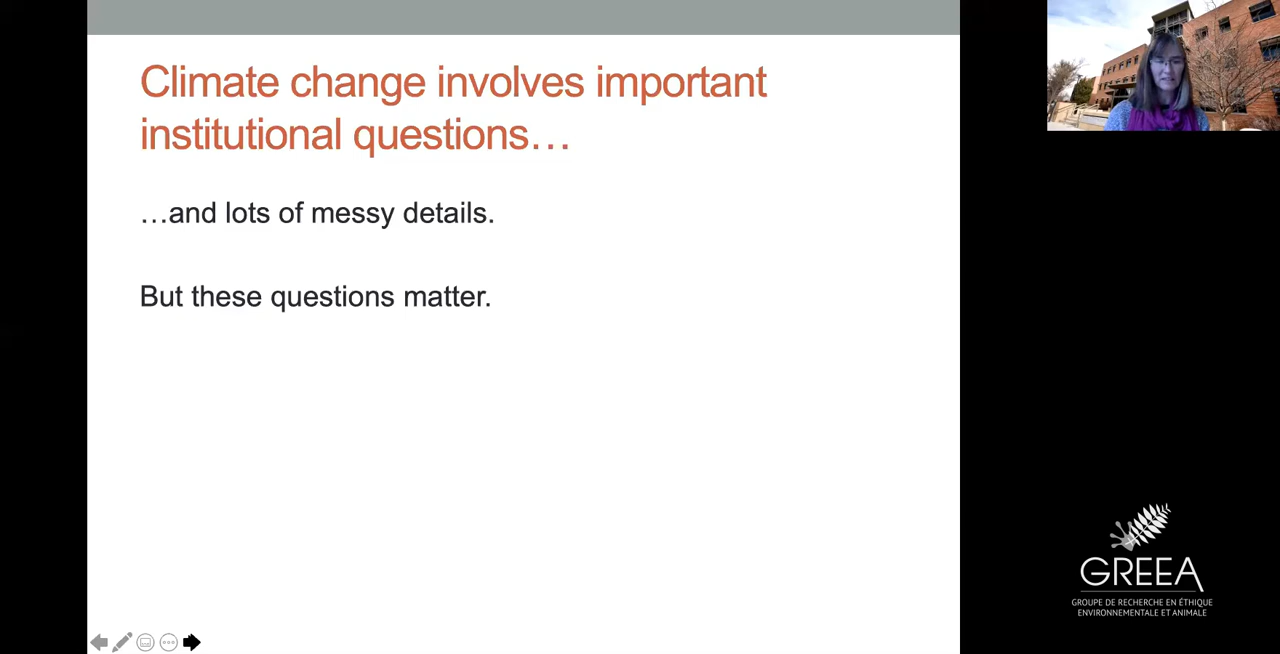 Climate change involves important
institutional questions…
…and lots of messy details.
But these questions matter.
GREEA
GROUPE DE RECHERCHE EN ÉTHIQUE
ENVIRONNEMENTALE ET ANIMALE